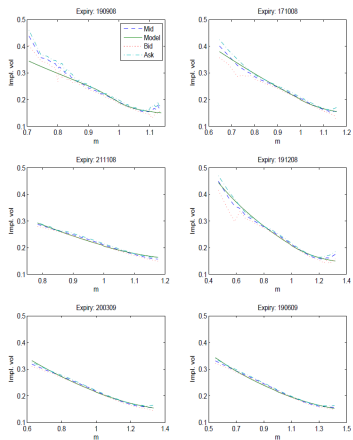 Expiry: 190908
Impl. vol
0.5
0.4
0.3
0.2
0.1
0.7 0.8 0.9 1 1.1
m
Mid
Model
Bid
Ask
Expiry: 171008
Impl. vol
0.5
0.4
0.3
0.2
0.1
0.6 0.7 0.8 0.9 1 1.1 1.2
m
Expiry: 211108
Impl. vol
0.5
0.4
0.3
0.2
0.1
0.7 0.8 0.9 1 1.1 1.2
m
Expiry: 191208
Impl. vol
0.5
0.4
0.3
0.2
0.1
0.4 0.6 0.8 1 1.2 1.4
m
Expiry: 200309
Impl. vol
0.5
0.4
0.3
0.2
0.1
0.6 0.8 1 1.2 1.4
m
Expiry: 190609
Impl. vol
0.5
0.4
0.3
0.2
0.1
0.5 0.6 0.7 0.8 0.9 1 1.1 1.2 1.3 1.4
m